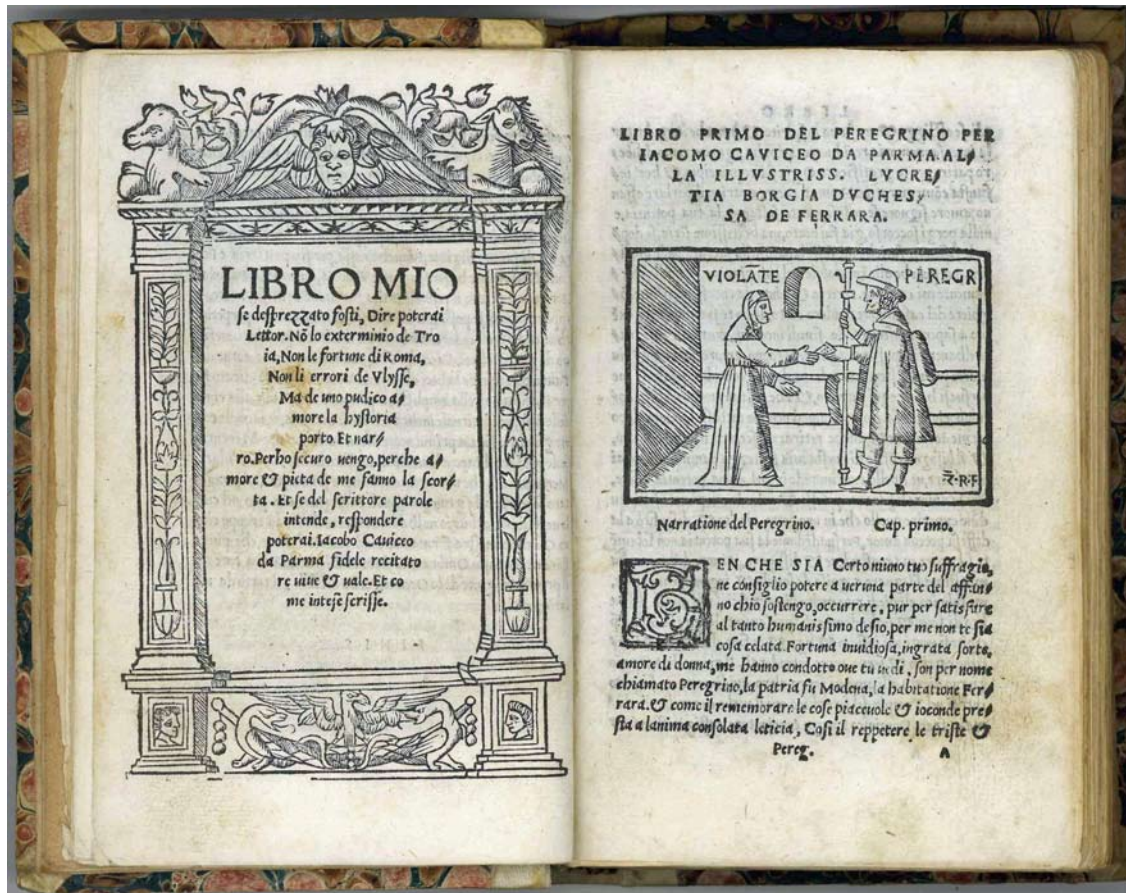 LIBRO MIO
se desprezzato fosti, Dire poterai
Lettor. Nō lo exterminio de Tro
ia, Non le fortune di Roma,
Non li errori de Vlysse,
Ma de uno pudico a/
more la hystoria
porto Et nar/
ro. Perho securo uengo, perche a/
more & pieta de me fanno la scor/
ta. Et se del scrittore parole
intende, respondere
poterai. Iacobo Cauiceo
da Parma fidele recitato
re uiue & uale. Et co
me intese scrisse.
LIBRO PRIMO DEL PEREGRINO PER
IACOMO CAVICEO DA PARMA. AL/
LA ILLVSTRISS. LVCRE/
TIA BORGIA DVCHES/
SA DE FERRARA.
VIOLĀTE PEREGR
R̄.R.F
Narratione del Peregrino. Cap. primo.
BEN CHE SIA Certo niuno tuo suffragio,
ne consiglio potere a ueruna parte del affan/
no chio sostengo, occurrere, pur per satisfare
al tanto humanissimo desio, per me non te sia
cosa celata. Fortuna inuidiosa, ingrata sorte,
amore di donna, me hanno condotto oue tu uedi, son per nome
chiamato Peregrino, la patria fu Modena, la habitatione Fer/
rara. & come il rememorare le cose piaceuole & ioconde pre/
sta a lanima consolata leticia, Cosi il reppetere le triste &
Pereg. A